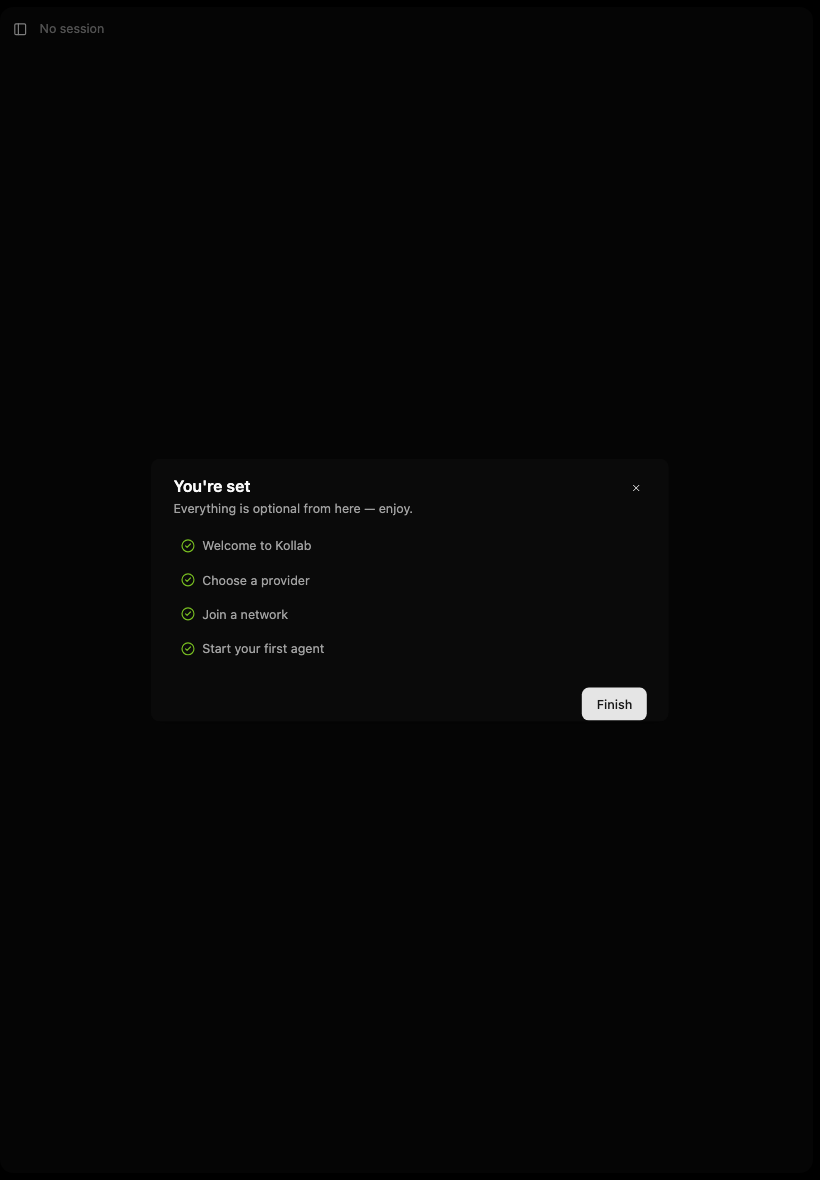 No session
You're set
Everything is optional from here — enjoy.
Welcome to Kollab
Choose a provider
Join a network
Start your first agent
Finish